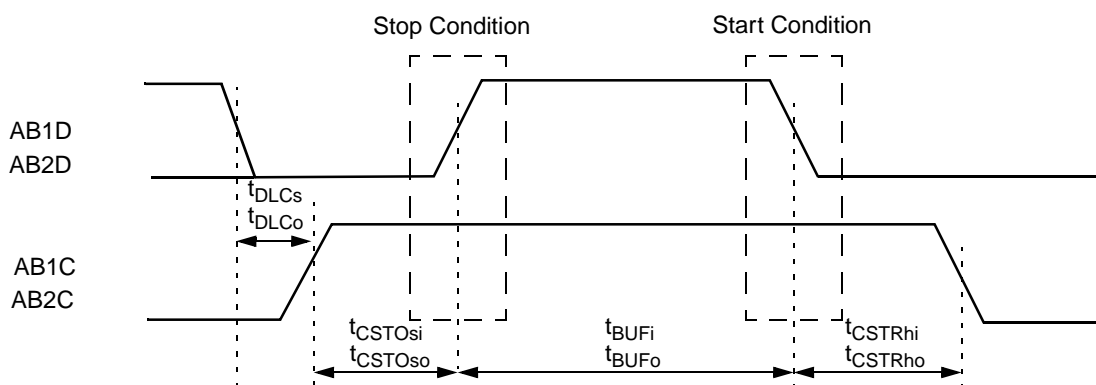 Stop Condition
Start Condition
AB1D
AB2D
tDLCs
tDLCo
AB1C
AB2C
tCSTOsi
tCSTOso
tBUFi
tBUFo
tCSTRhi
tCSTRho